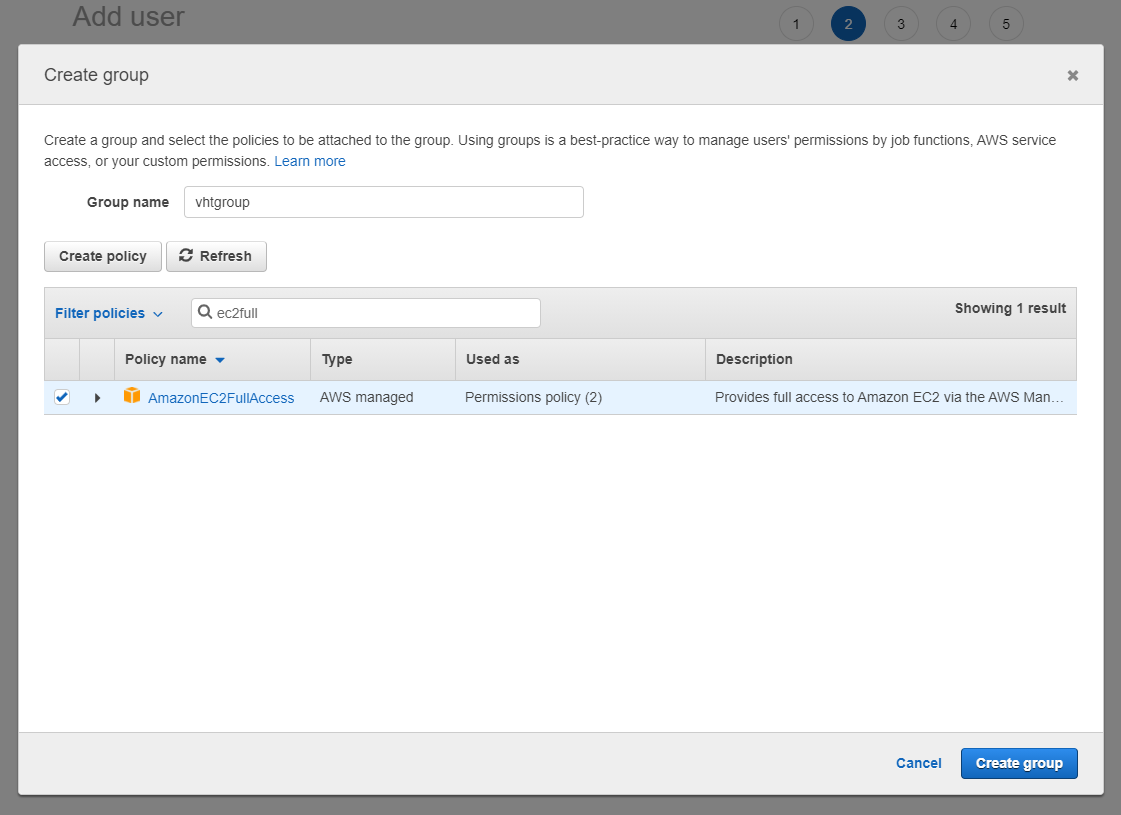 Add user
1 2 3 4 5
Create group
Create a group and select the policies to be attached to the group. Using groups is a best-practice way to manage users' permissions by job functions, AWS service
access, or your custom permissions. Learn more
Group name vhtgroup
Create policy Refresh
Filter policies ec2full Showing 1 result
Policy name Type Used as Description
AmazonEC2FullAccess AWS managed Permissions policy (2) Provides full access to Amazon EC2 via the AWS Man…
Cancel Create group